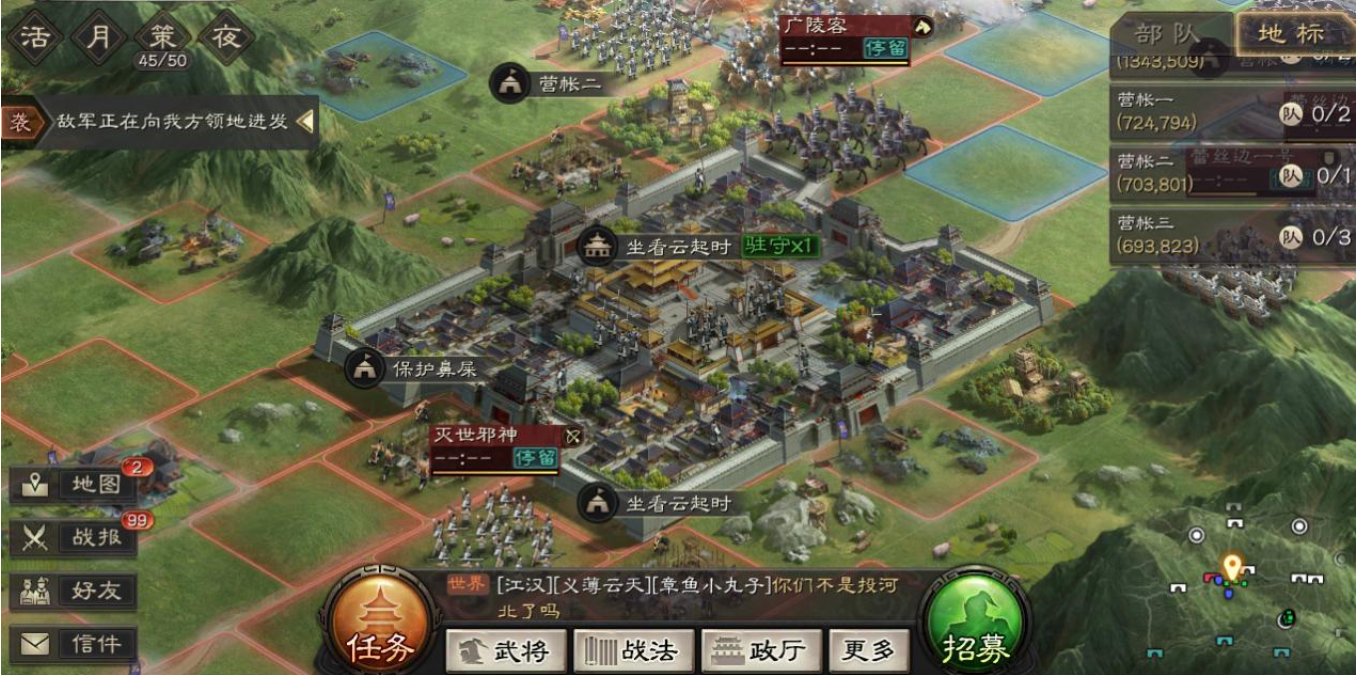 活 月 策 夜
45/50
袭 敌军正在向我方领地进发
营帐二
广陵客
--:-- 停留
部队 地标
(1343,509)
营帐一
(724,794)
队 0/2
营帐二
(703,801)
队 0/1
营帐三
(693,823)
队 0/3
坐看云起时 驻守x1
保护鼻屎
灭世邪神
--:-- 停留
坐看云起时
地图 2
战报 99
好友
信件
世界 [江汉][义薄云天][章鱼小丸子]你们不是投河
北了吗
任务
武将 战法 政厅 更多
招募